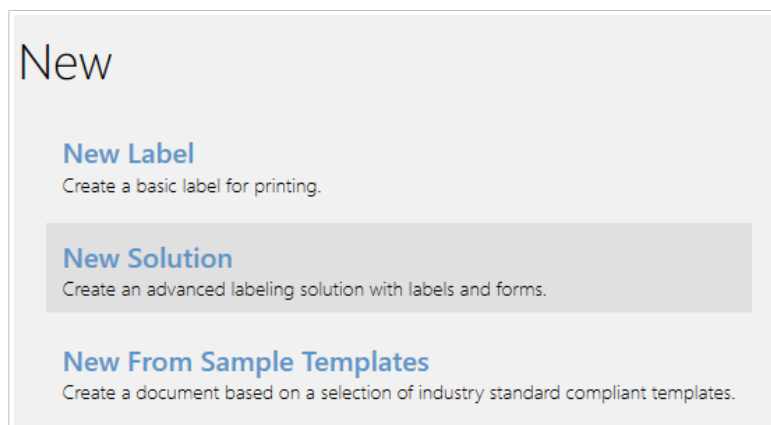 New
New Label
Create a basic label for printing.
New Solution
Create an advanced labeling solution with labels and forms.
New From Sample Templates
Create a document based on a selection of industry standard compliant templates.